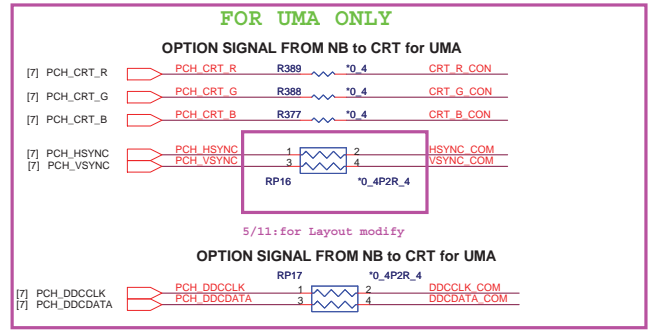 FOR UMA ONLY
OPTION SIGNAL FROM NB to CRT for UMA
[7] PCH_CRT_R PCH_CRT_R R389 *0_4 CRT_R_CON
[7] PCH_CRT_G PCH_CRT_G R388 *0_4 CRT_G_CON
[7] PCH_CRT_B PCH_CRT_B R377 *0_4 CRT_B_CON
[7] PCH_HSYNC PCH_HSYNC 1 2 HSYNC_COM
[7] PCH_VSYNC PCH_VSYNC 3 4 VSYNC_COM
RP16 *0_4P2R_4
5/11:for Layout modify
OPTION SIGNAL FROM NB to CRT for UMA
RP17 *0_4P2R_4
[7] PCH_DDCCLK PCH_DDCCLK 1 2 DDCCLK_COM
[7] PCH_DDCDATA PCH_DDCDATA 3 4 DDCDATA_COM